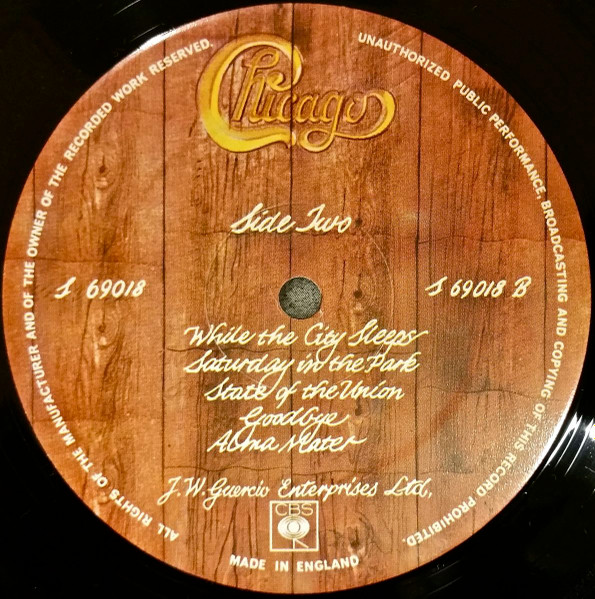 Chicago
ALL RIGHTS OF THE MANUFACTURER AND OF THE OWNER OF THE RECORDED WORK RESERVED.
UNAUTHORIZED PUBLIC PERFORMANCE, BROADCASTING AND COPYING OF THIS RECORD PROHIBITED.
Side Two
S 69018
S 69018 B
While the City Sleeps
Saturday in the Park
State of the Union
Goodbye
Alma Mater
J.W. Guercio Enterprises Ltd,
CBS
MADE IN ENGLAND